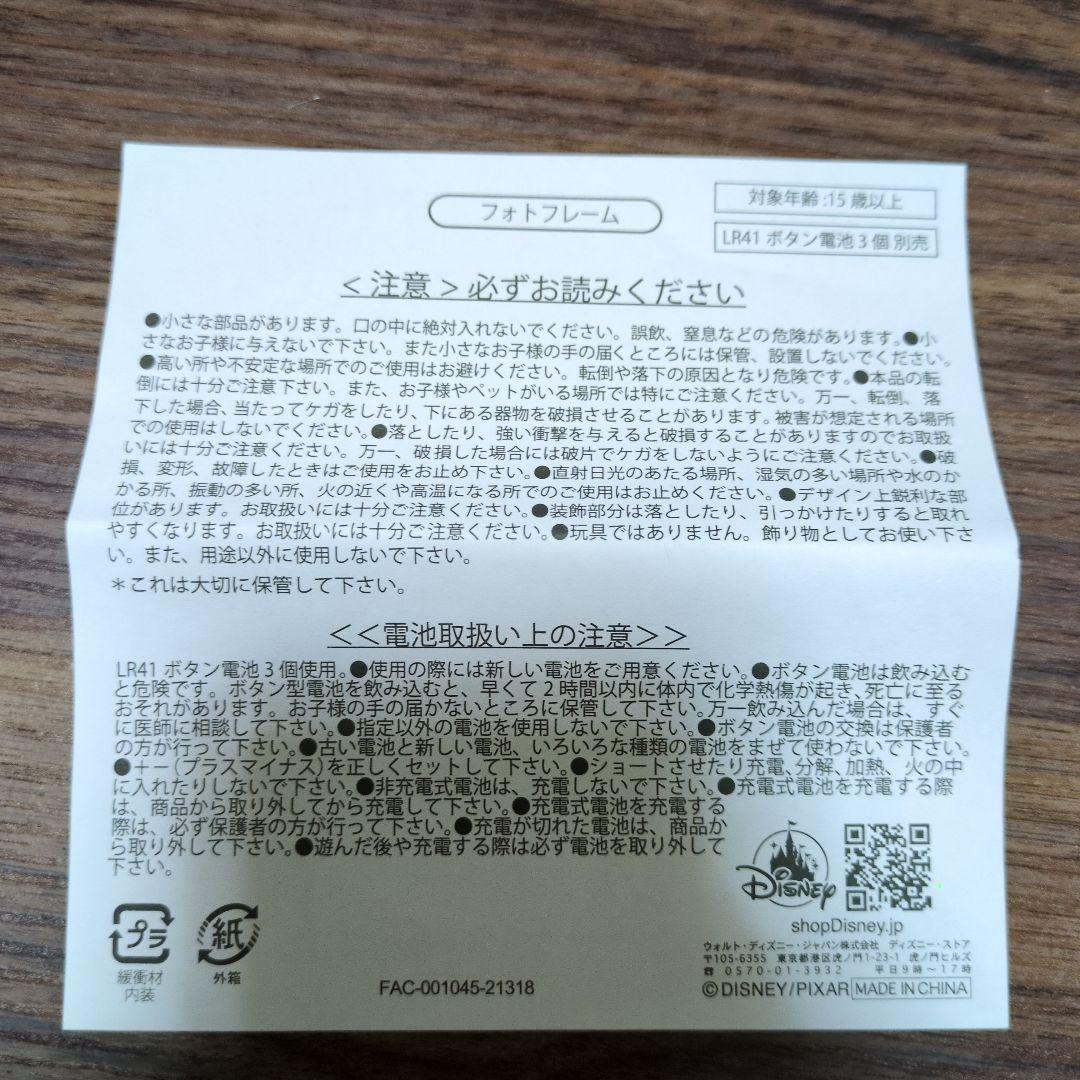 フォトフレーム
対象年齢:15歳以上
LR41 ボタン電池3個 別売
<注意>必ずお読みください
●小さな部品があります。口の中に絶対入れないでください。誤飲、窒息などの危険があります。●小
さなお子様に与えないで下さい。また小さなお子様の手の届くところには保管、設置しないでください。
●高い所や不安定な場所でのご使用はお避けください。転倒や落下の原因となり危険です。●本品の転
倒には十分ご注意下さい。また、お子様やペットがいる場所では特にご注意ください。万一、転倒、落
下した場合、当たってケガをしたり、下にある器物を破損させることがあります。被害が想定される場所
での使用はしないでください。●落としたり、強い衝撃を与えると破損することがありますのでお取扱
いには十分ご注意ください。万一、破損した場合には破片でケガをしないようにご注意ください。●破
損、変形、故障したときはご使用をお止め下さい。●直射日光のあたる場所、湿気の多い場所や水のか
かる所、振動の多い所、火の近くや高温になる所でのご使用はお止めください。●デザイン上鋭利な部
位があります。お取扱いには十分ご注意ください。●装飾部分は落としたり、引っかけたりすると取れ
やすくなります。お取扱いには十分ご注意ください。●玩具ではありません。飾り物としてお使い下さ
い。また、用途以外に使用しないで下さい。
＊これは大切に保管して下さい。
<<電池取扱い上の注意>>
LR41 ボタン電池3個使用。●使用の際には新しい電池をご用意ください。●ボタン電池は飲み込む
と危険です。ボタン型電池を飲み込むと、早くて2時間以内に体内で化学熱傷が起き、死亡に至る
おそれがあります。お子様の手の届かないところに保管して下さい。万一飲み込んだ場合は、すぐ
に医師に相談して下さい。●指定以外の電池を使用しないで下さい。●ボタン電池の交換は保護者
の方が行って下さい。●古い電池と新しい電池、いろいろな種類の電池をまぜて使わないで下さい。
●＋−(プラスマイナス)を正しくセットして下さい。●ショートさせたり充電、分解、加熱、火の中
に入れたりしないで下さい。●非充電式電池は、充電しないで下さい。●充電式電池を充電する際
は、商品から取り外してから充電して下さい。●充電式電池を充電する
際は、必ず保護者の方が行って下さい。●充電が切れた電池は、商品か
ら取り外して下さい。●遊んだ後や充電する際は必ず電池を取り外して
下さい。
プラ
緩衝材
内装
紙
外箱
FAC-001045-21318
Disney
shopDisney.jp
ウォルト・ディズニー・ジャパン株式会社 ディズニー・ストア
〒105-6355 東京都港区虎ノ門1-23-1 虎ノ門ヒルズ
☎ 0570-01-3932 平日9時〜17時
©DISNEY/PIXAR MADE IN CHINA